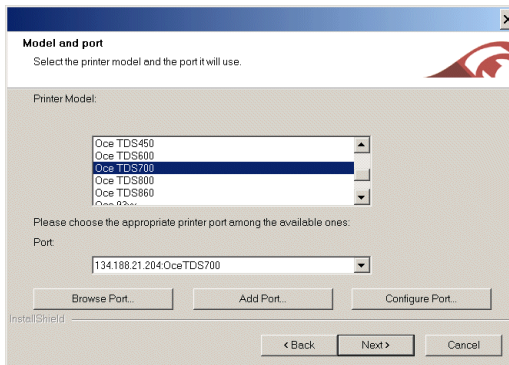 Model and port
Select the printer model and the port it will use.
Printer Model:
Oce TDS450
Oce TDS600
Oce TDS700
Oce TDS800
Oce TDS860
Please choose the appropriate printer port among the available ones:
Port:
134.188.21.204:OceTDS700
Browse Port...
Add Port...
Configure Port...
InstallShield
< Back
Next >
Cancel